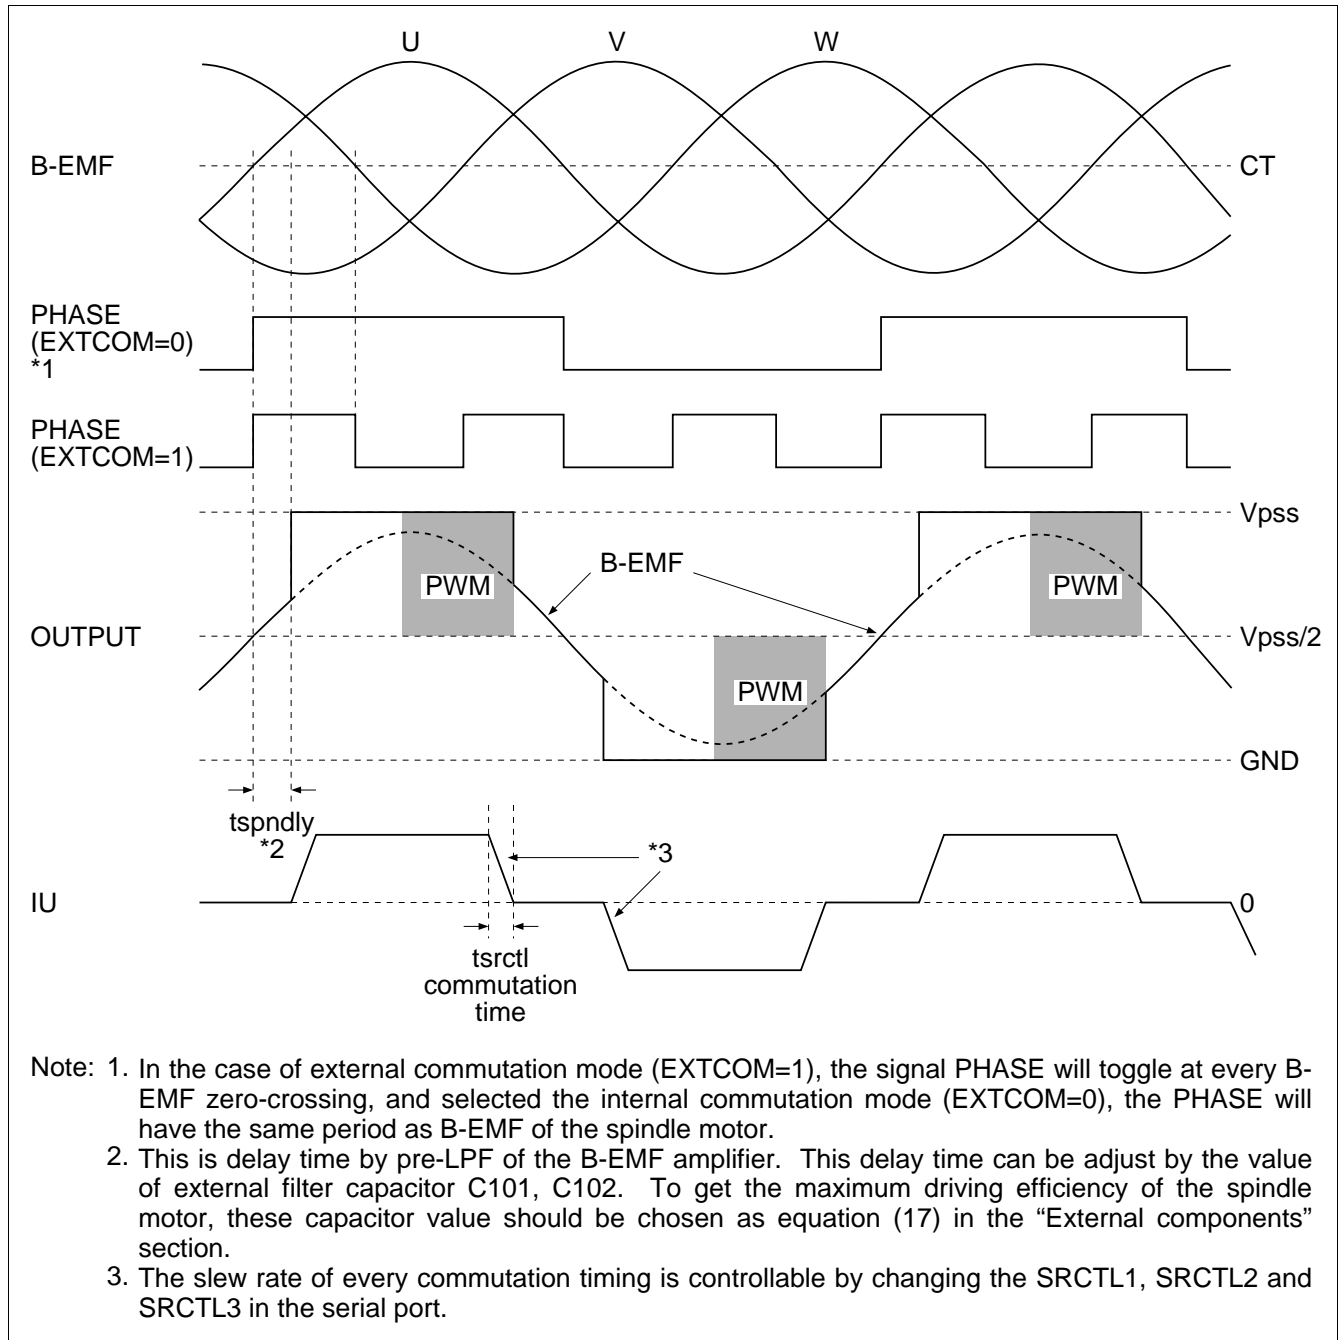 U V W
B-EMF
CT
PHASE
(EXTCOM=0)
*1
PHASE
(EXTCOM=1)
Vpss
B-EMF
PWM PWM
OUTPUT
Vpss/2
PWM
GND
tspndly
*2
*3
IU
0
tsrctl
commutation
time
Note: 1. In the case of external commutation mode (EXTCOM=1), the signal PHASE will toggle at every B-
EMF zero-crossing, and selected the internal commutation mode (EXTCOM=0), the PHASE will
have the same period as B-EMF of the spindle motor.
2. This is delay time by pre-LPF of the B-EMF amplifier. This delay time can be adjust by the value
of external filter capacitor C101, C102. To get the maximum driving efficiency of the spindle
motor, these capacitor value should be chosen as equation (17) in the “External components”
section.
3. The slew rate of every commutation timing is controllable by changing the SRCTL1, SRCTL2 and
SRCTL3 in the serial port.